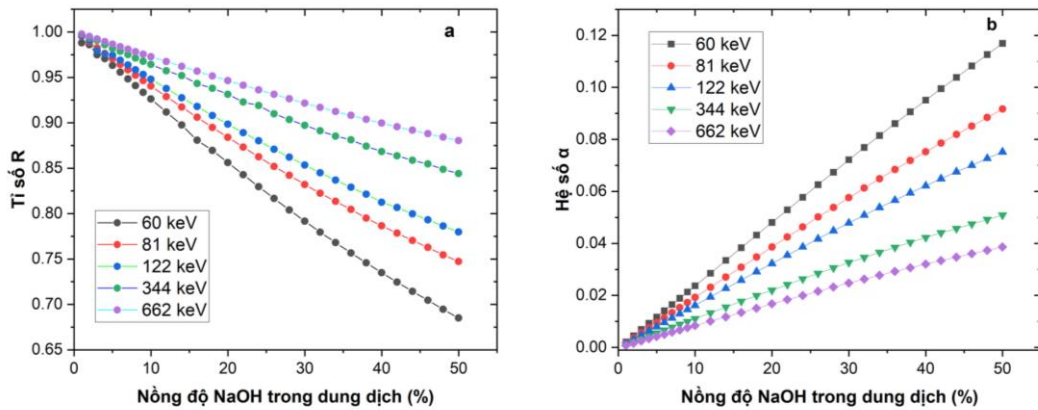 a
1.00
0.95
0.90
0.85
0.80
0.75
0.70
0.65
Tỉ số R
60 keV
81 keV
122 keV
344 keV
662 keV
0 10 20 30 40 50 60
Nồng độ NaOH trong dung dịch (%)
b
0.12
0.10
0.08
0.06
0.04
0.02
0.00
Hệ số α
60 keV
81 keV
122 keV
344 keV
662 keV
0 10 20 30 40 50 60
Nồng độ NaOH trong dung dịch (%)